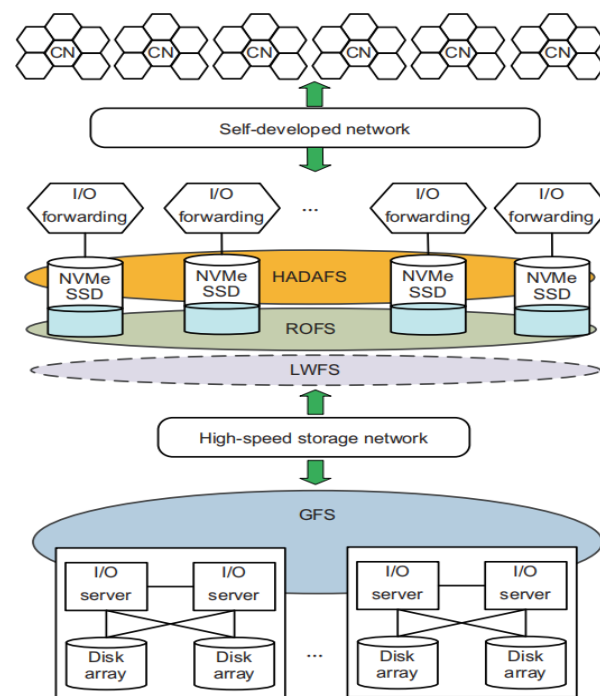 CN CN CN CN CN CN
Self-developed network
I/O I/O I/O I/O
forwarding forwarding ... forwarding forwarding
NVMe NVMe HADAFS NVMe NVMe
SSD SSD SSD SSD
ROFS
LWFS
High-speed storage network
GFS
I/O I/O I/O I/O
server server server server
Disk Disk ... Disk Disk
array array array array